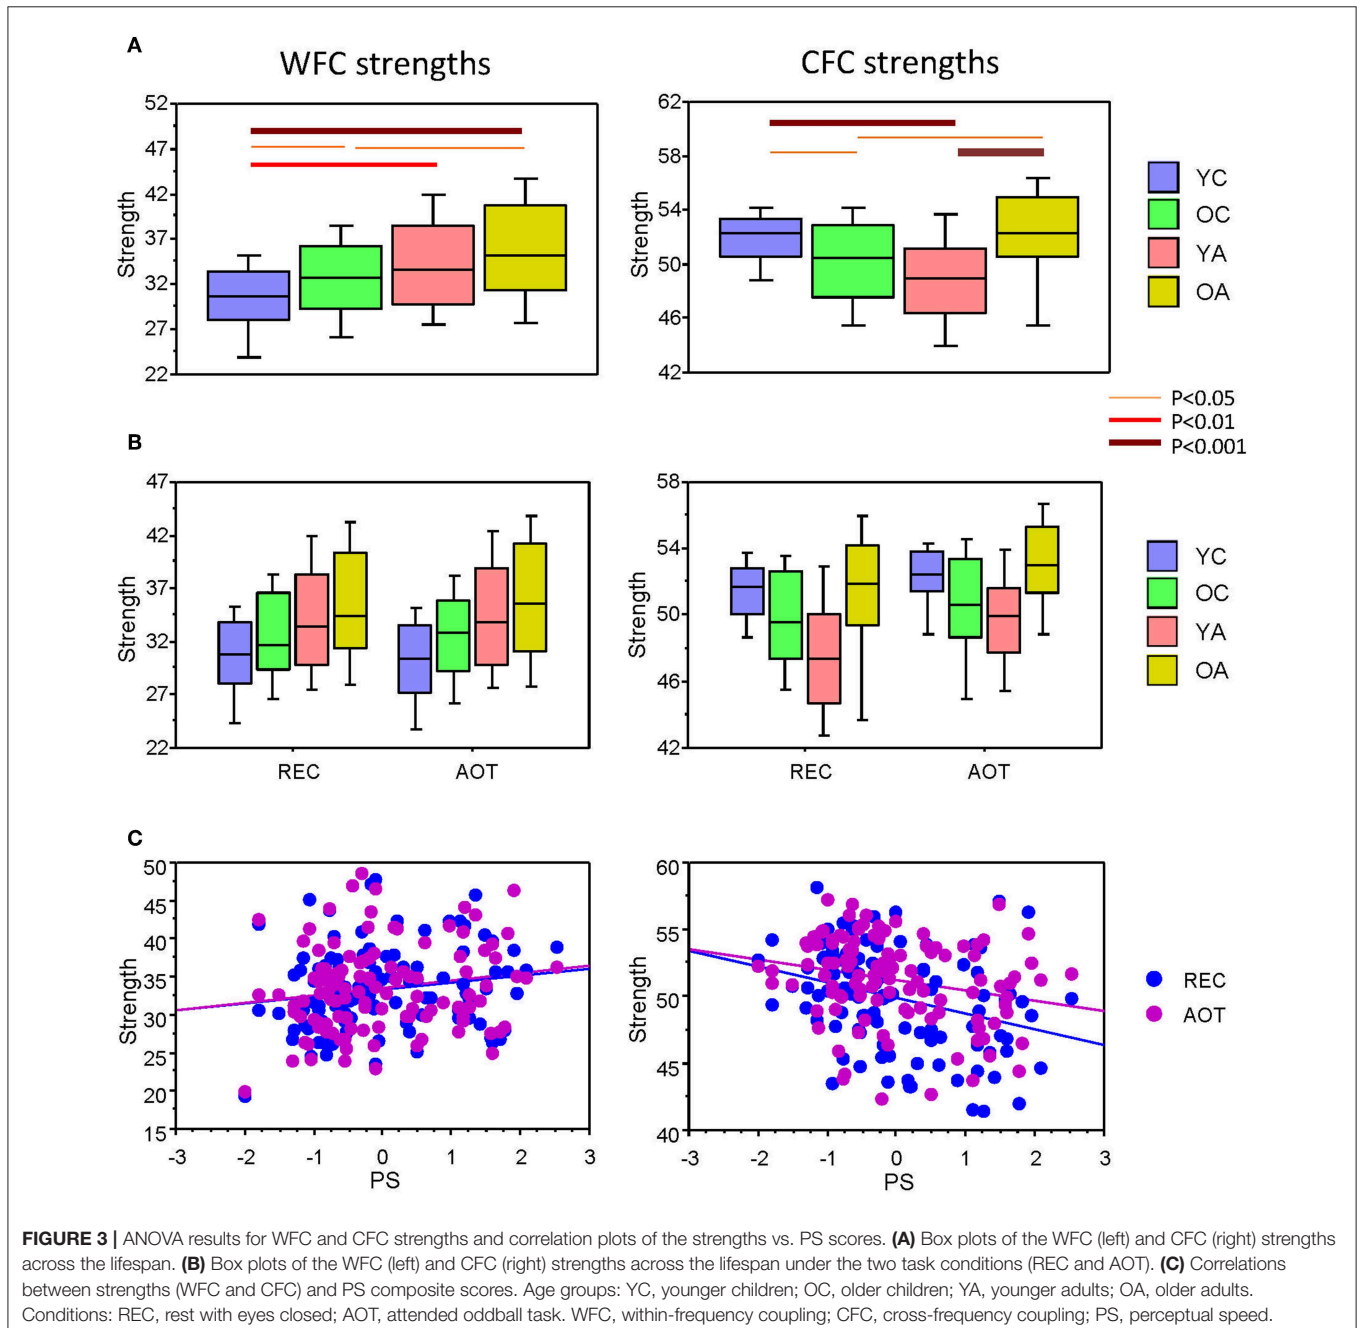 A
WFC strengths
CFC strengths
Strength
52
47
42
37
32
27
22
Strength
62
58
54
50
46
42
YC
OC
YA
OA
P<0.05
P<0.01
P<0.001
B
Strength
47
42
37
32
27
22
REC AOT
Strength
58
54
50
46
42
REC AOT
YC
OC
YA
OA
C
Strength
50
45
40
35
30
25
20
15
-3 -2 -1 0 1 2 3
PS
Strength
60
55
50
45
40
-3 -2 -1 0 1 2 3
PS
REC
AOT
FIGURE 3 | ANOVA results for WFC and CFC strengths and correlation plots of the strengths vs. PS scores. (A) Box plots of the WFC (left) and CFC (right) strengths
across the lifespan. (B) Box plots of the WFC (left) and CFC (right) strengths across the lifespan under the two task conditions (REC and AOT). (C) Correlations
between strengths (WFC and CFC) and PS composite scores. Age groups: YC, younger children; OC, older children; YA, younger adults; OA, older adults.
Conditions: REC, rest with eyes closed; AOT, attended oddball task. WFC, within-frequency coupling; CFC, cross-frequency coupling; PS, perceptual speed.